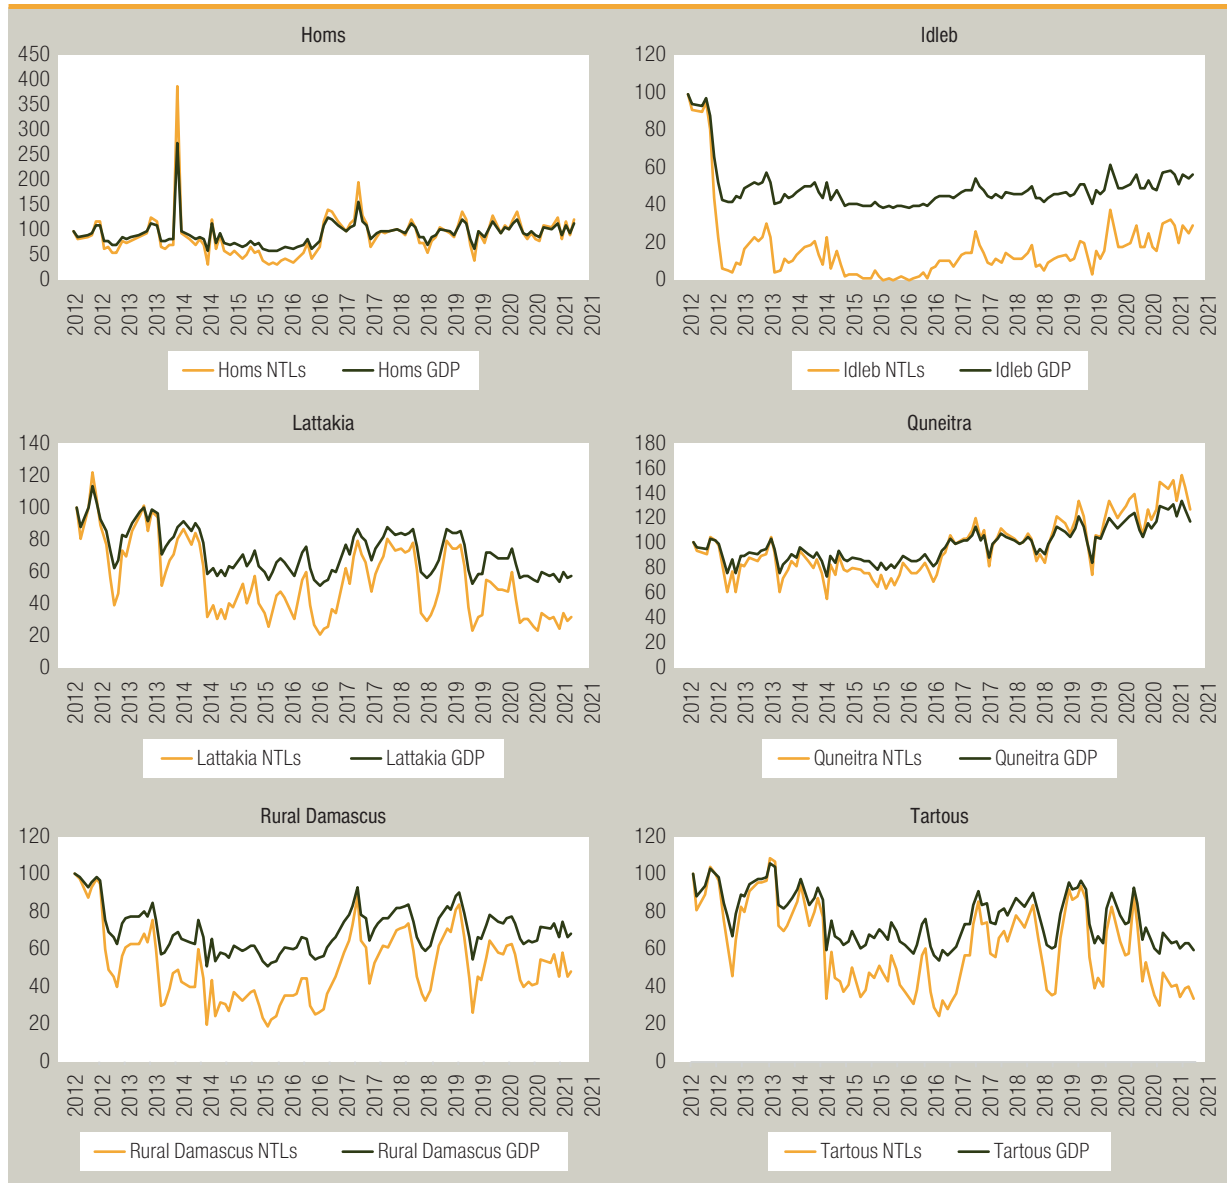 Homs
450
400
350
300
250
200
150
100
50
0
2012 2012 2013 2013 2014 2014 2015 2015 2016 2016 2017 2017 2018 2018 2019 2019 2020 2020 2021 2021
Homs NTLs Homs GDP
Idleb
120
100
80
60
40
20
0
2012 2012 2013 2013 2014 2014 2015 2015 2016 2016 2017 2017 2018 2018 2019 2019 2020 2020 2021 2021
Idleb NTLs Idleb GDP
Lattakia
140
120
100
80
60
40
20
0
2012 2012 2013 2013 2014 2014 2015 2015 2016 2016 2017 2017 2018 2018 2019 2019 2020 2020 2021 2021
Lattakia NTLs Lattakia GDP
Quneitra
180
160
140
120
100
80
60
40
20
0
2012 2012 2013 2013 2014 2014 2015 2015 2016 2016 2017 2017 2018 2018 2019 2019 2020 2020 2021 2021
Quneitra NTLs Quneitra GDP
Rural Damascus
120
100
80
60
40
20
0
2012 2012 2013 2013 2014 2014 2015 2015 2016 2016 2017 2017 2018 2018 2019 2019 2020 2020 2021 2021
Rural Damascus NTLs Rural Damascus GDP
Tartous
120
100
80
60
40
20
0
2012 2012 2013 2013 2014 2014 2015 2015 2016 2016 2017 2017 2018 2018 2019 2019 2020 2020 2021 2021
Tartous NTLs Tartous GDP